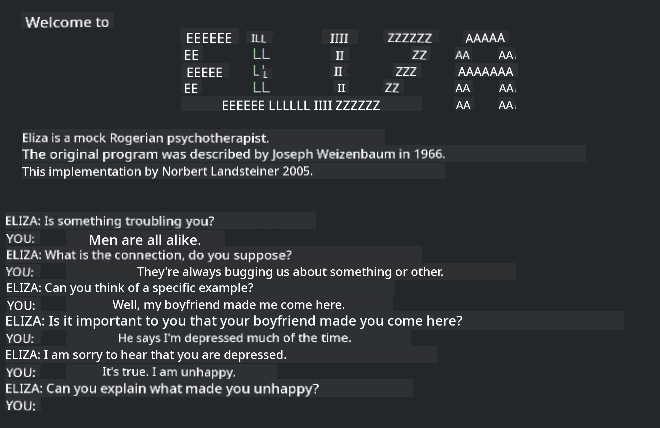 Welcome to
EEEEEE ILL IIII ZZZZZZ AAAAA
EE LL II ZZ AA AA
EEEEE LL II ZZZ AAAAAAA
EE LL II ZZ AA AA
EEEEEE LLLLLL IIII ZZZZZZ AA AA
Eliza is a mock Rogerian psychotherapist.
The original program was described by Joseph Weizenbaum in 1966.
This implementation by Norbert Landsteiner 2005.
ELIZA: Is something troubling you?
YOU: Men are all alike.
ELIZA: What is the connection, do you suppose?
YOU: They're always bugging us about something or other.
ELIZA: Can you think of a specific example?
YOU: Well, my boyfriend made me come here.
ELIZA: Is it important to you that your boyfriend made you come here?
YOU: He says I'm depressed much of the time.
ELIZA: I am sorry to hear that you are depressed.
YOU: It's true. I am unhappy.
ELIZA: Can you explain what made you unhappy?
YOU: